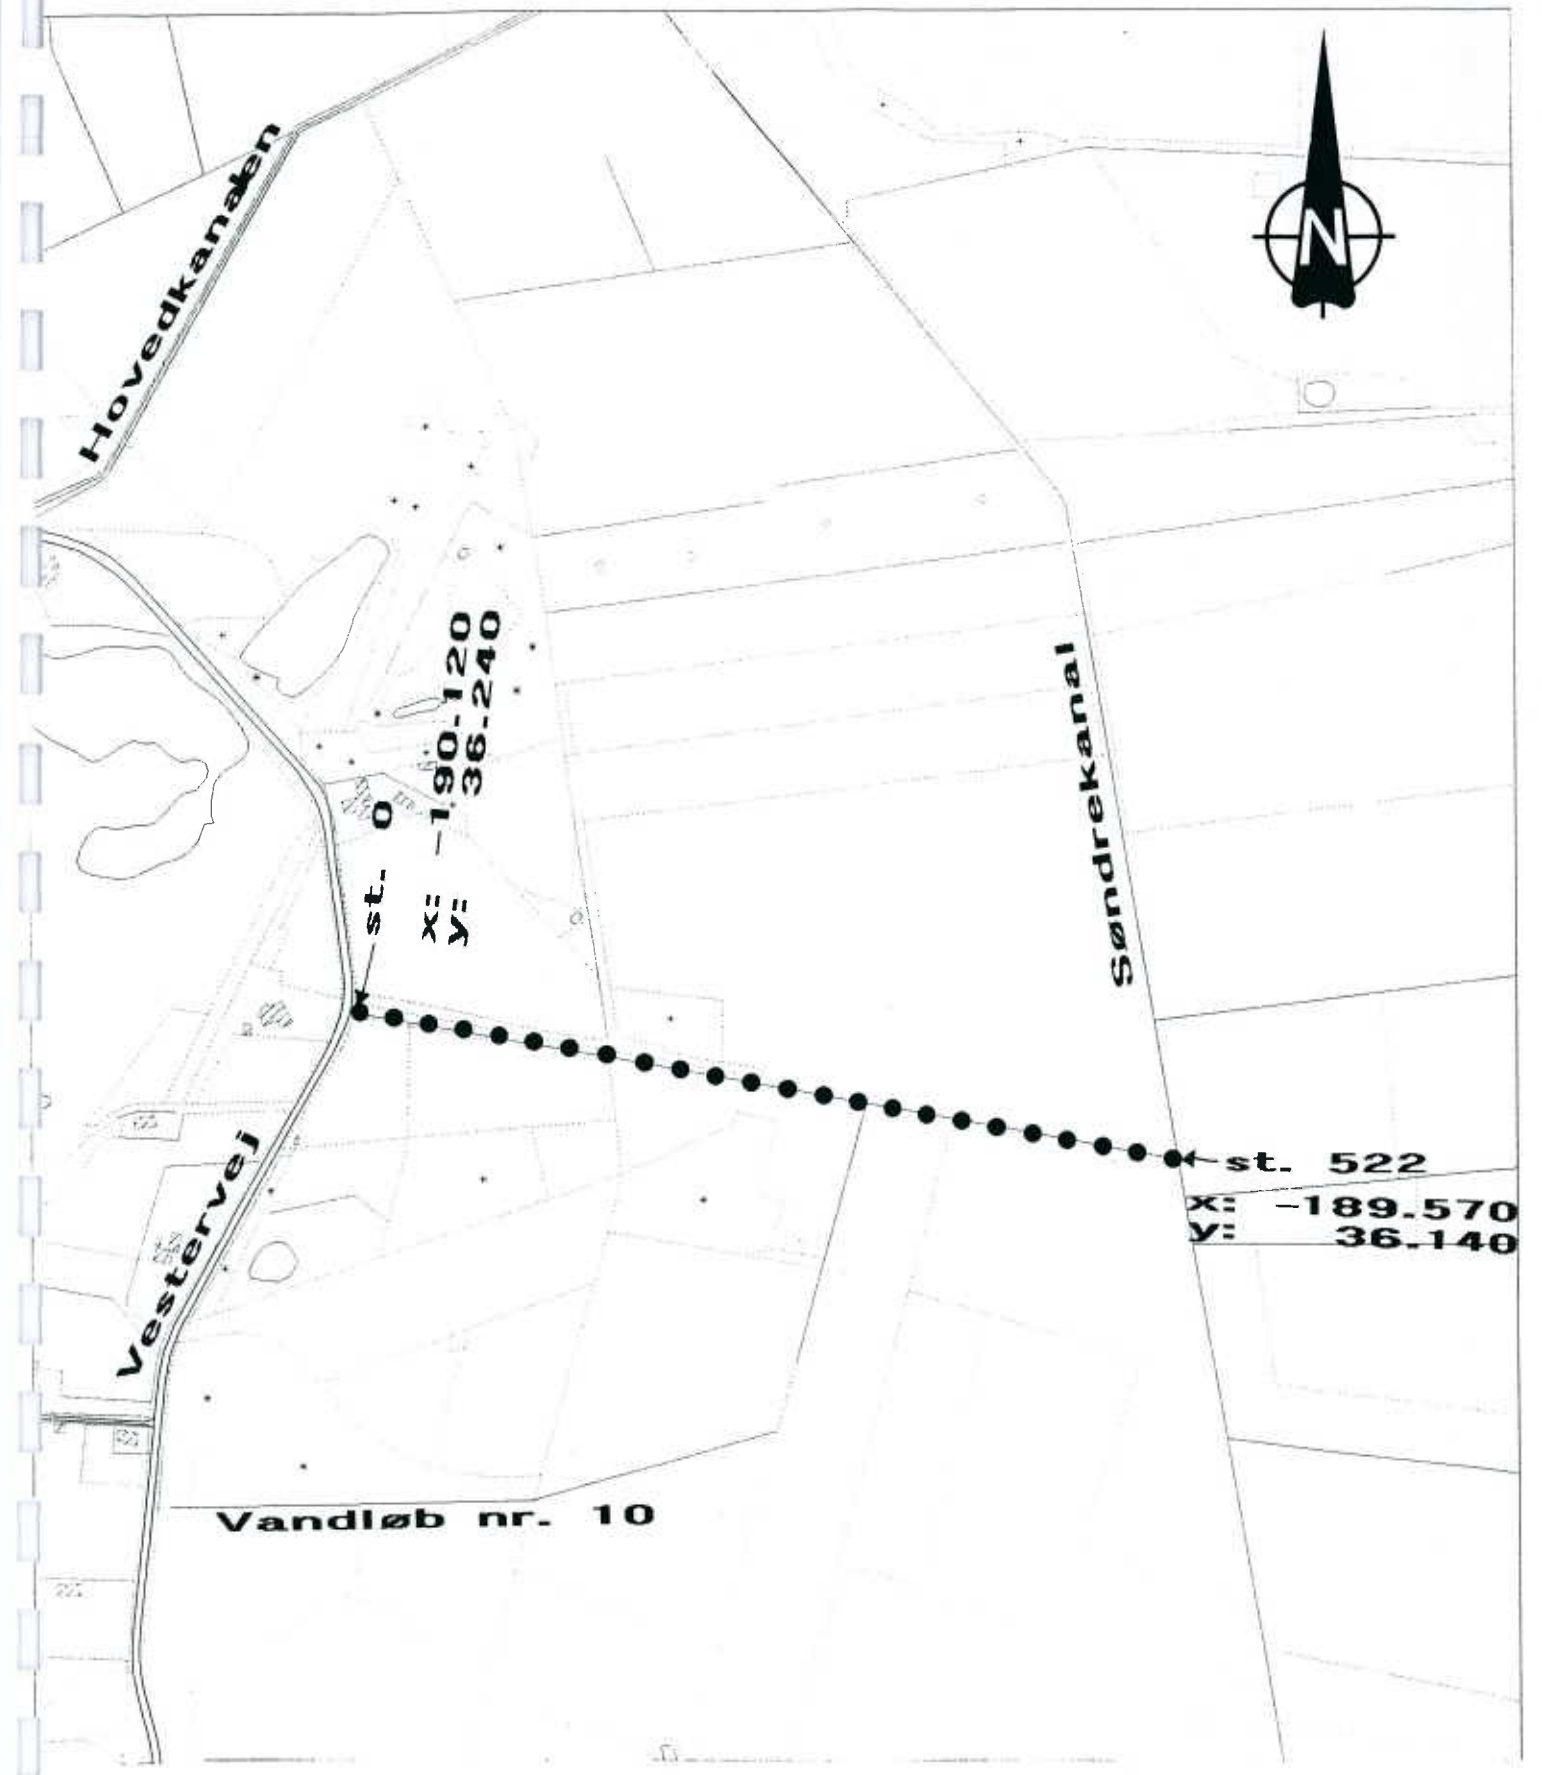 Hovedkanalen
N
st. 0
x: -190.120
y: 36.240
Søndrekanal
st. 522
x: -189.570
y: 36.140
Vestervej
Vandløb nr. 10